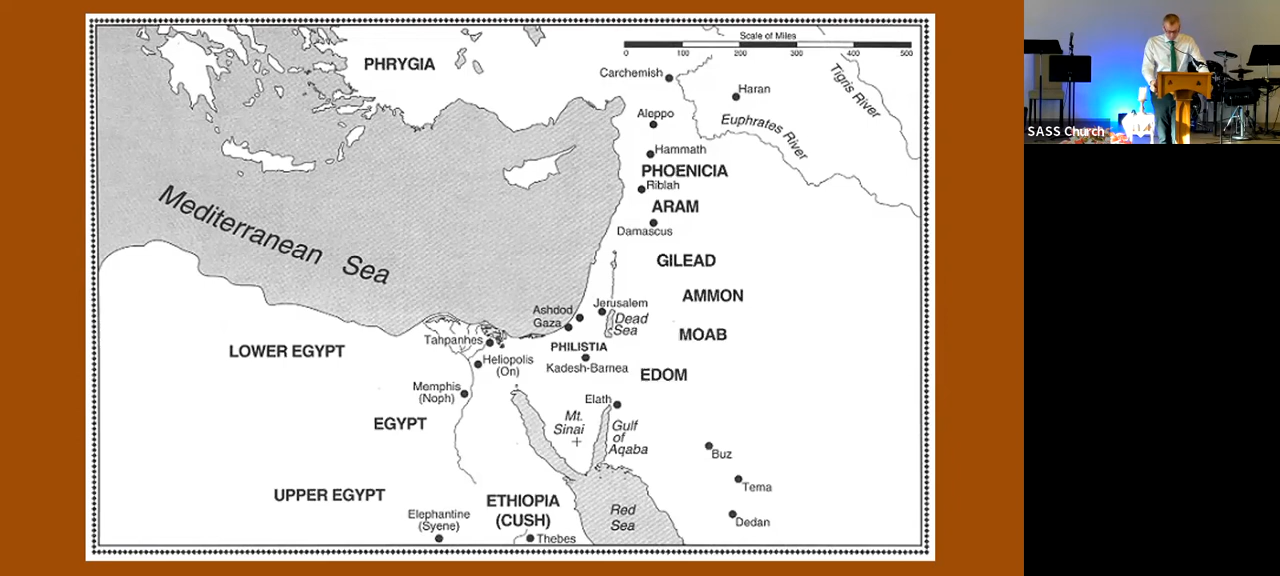 Scale of Miles
0 100 200 300 400 500
PHRYGIA
Carchemish
Haran
Tigris River
Aleppo
Euphrates River
Hammath
PHOENICIA
Riblah
ARAM
Damascus
Mediterranean Sea
GILEAD
AMMON
Jerusalem
Ashdod
Gaza
Dead
Sea
MOAB
Tahpanhes
PHILISTIA
LOWER EGYPT
Heliopolis
(On)
Kadesh-Barnea
EDOM
Memphis
(Noph)
Elath
EGYPT
Mt.
Sinai
Gulf
of
Aqaba
Buz
Tema
UPPER EGYPT
ETHIOPIA
(CUSH)
Red
Sea
Elephantine
(Syene)
Dedan
Thebes
SASS Church